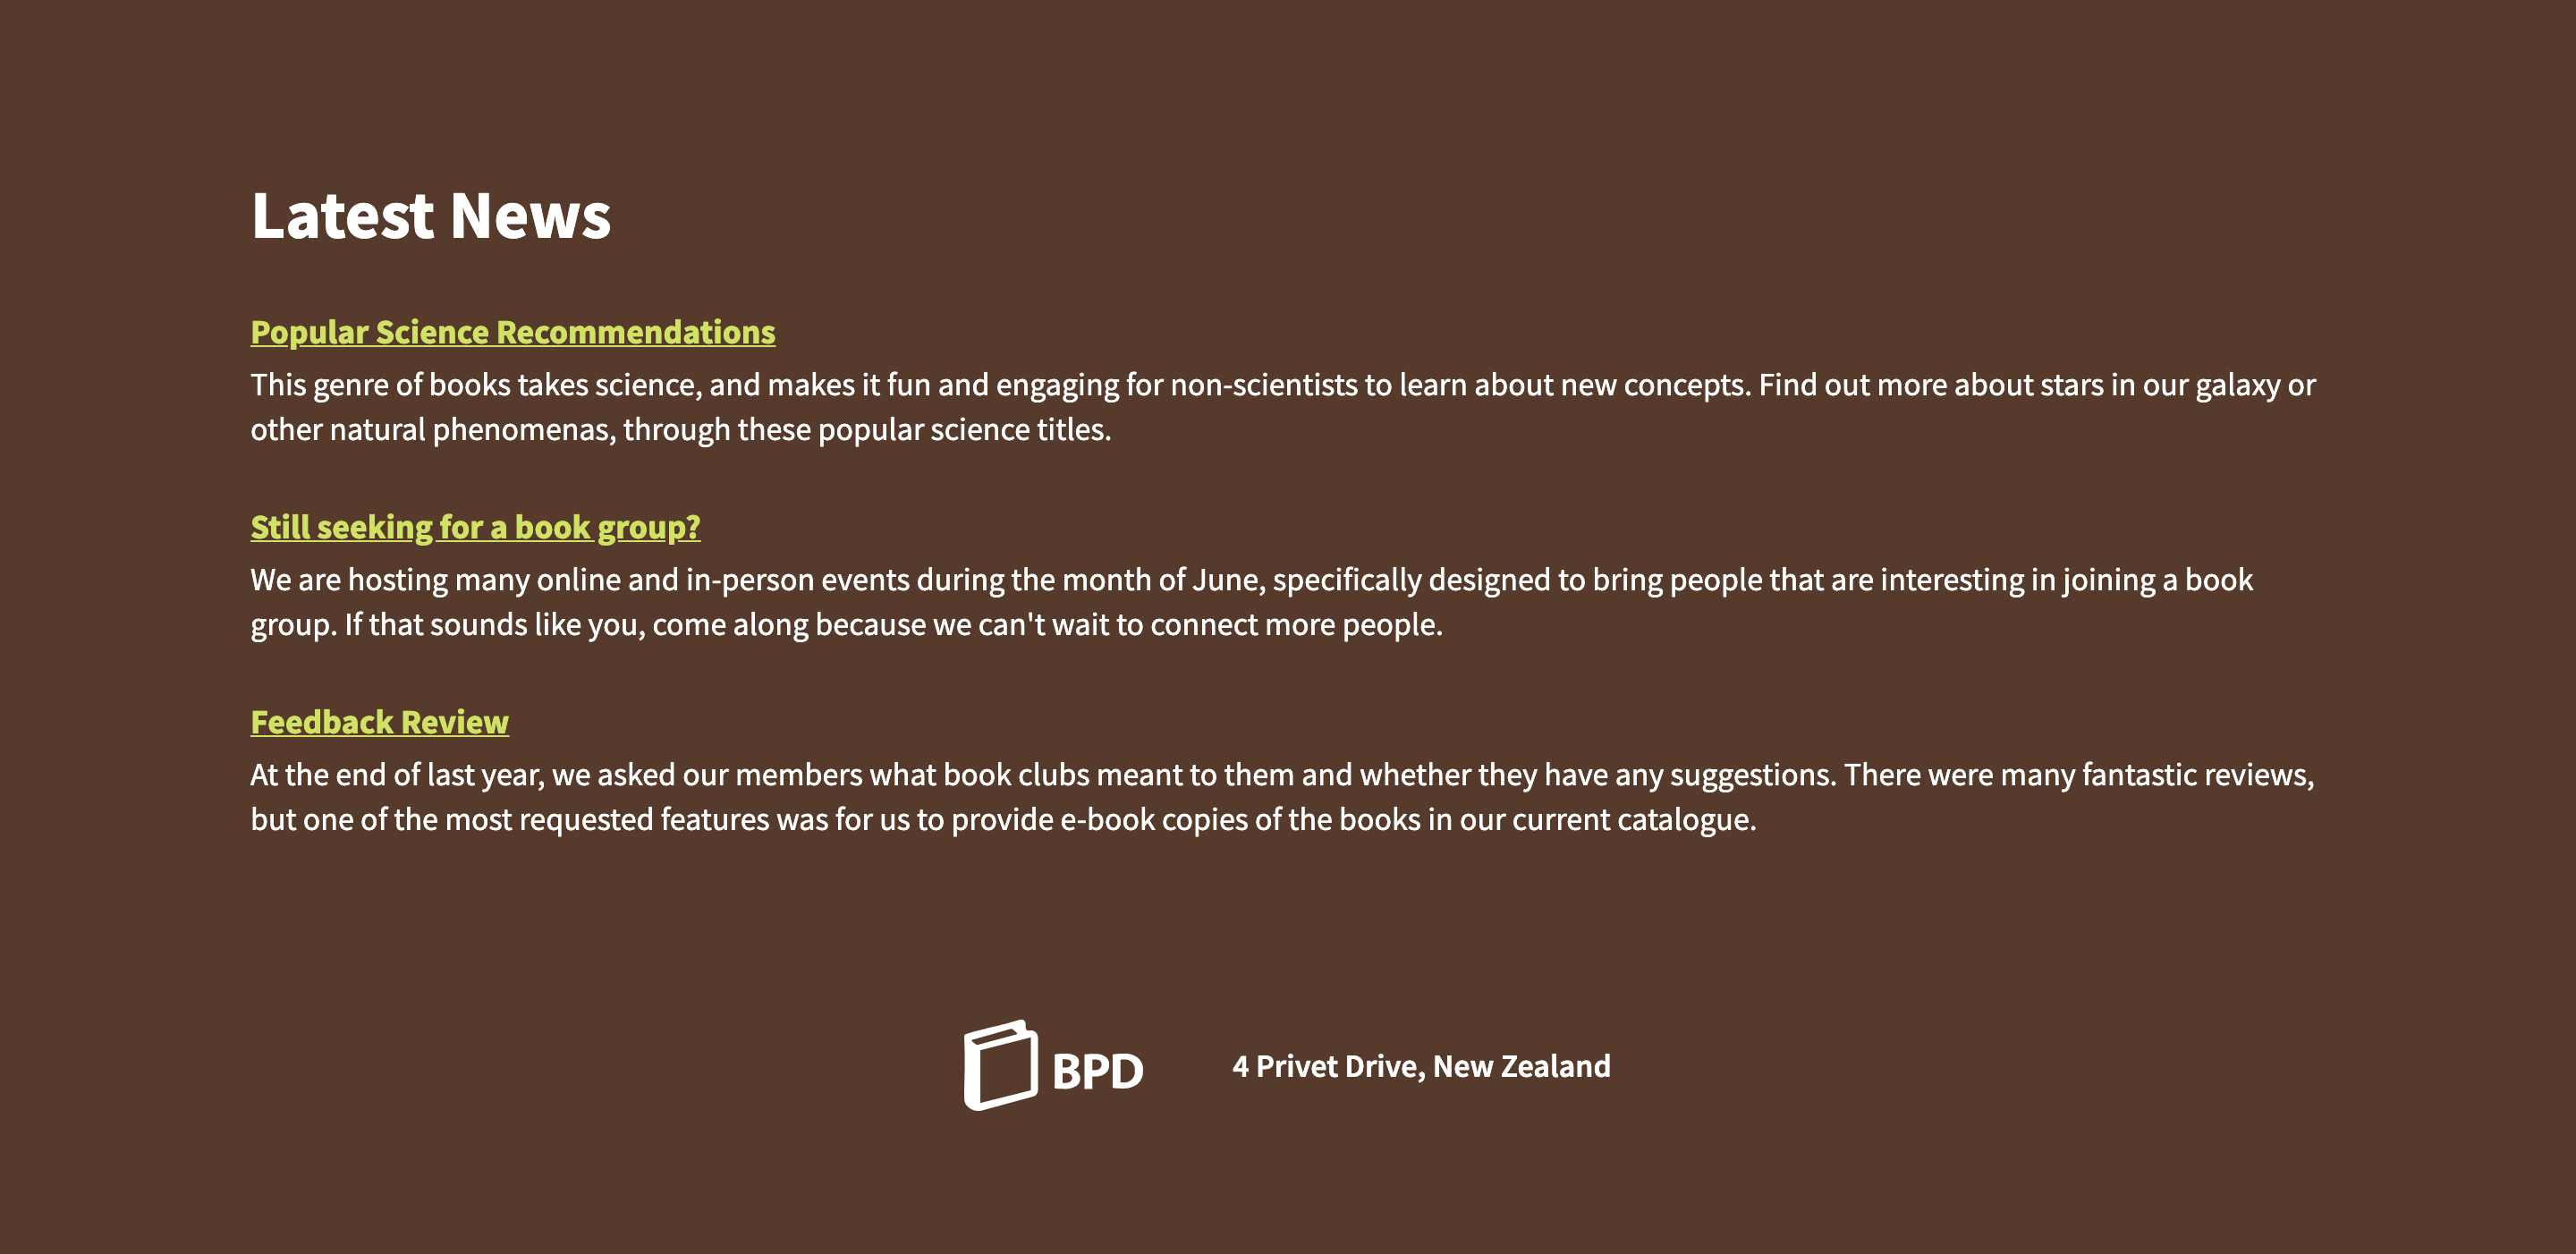 Latest News
Popular Science Recommendations
This genre of books takes science, and makes it fun and engaging for non-scientists to learn about new concepts. Find out more about stars in our galaxy or
other natural phenomenas, through these popular science titles.
Still seeking for a book group?
We are hosting many online and in-person events during the month of June, specifically designed to bring people that are interesting in joining a book
group. If that sounds like you, come along because we can't wait to connect more people.
Feedback Review
At the end of last year, we asked our members what book clubs meant to them and whether they have any suggestions. There were many fantastic reviews,
but one of the most requested features was for us to provide e-book copies of the books in our current catalogue.
BPD
4 Privet Drive, New Zealand